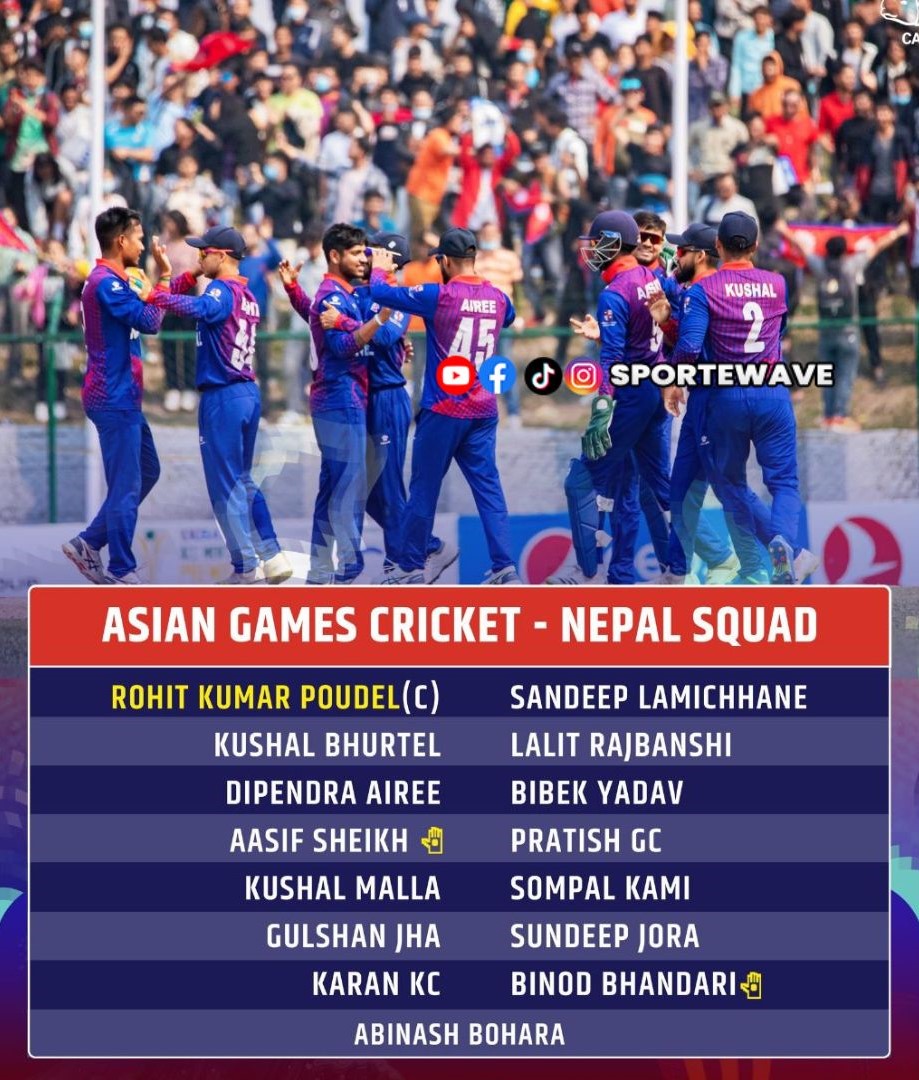 CA
AIREE
45
KUSHAL
2
SPORTEWAVE
ASIAN GAMES CRICKET - NEPAL SQUAD
ROHIT KUMAR POUDEL(C) SANDEEP LAMICHHANE
KUSHAL BHURTEL LALIT RAJBANSHI
DIPENDRA AIREE BIBEK YADAV
AASIF SHEIKH PRATISH GC
KUSHAL MALLA SOMPAL KAMI
GULSHAN JHA SUNDEEP JORA
KARAN KC BINOD BHANDARI
ABINASH BOHARA